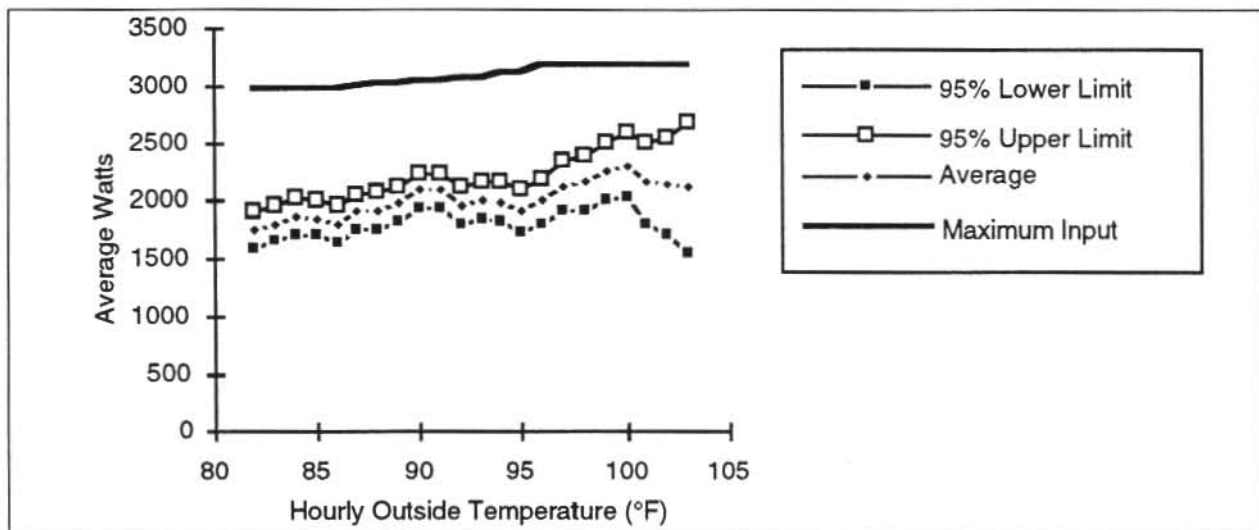 3500
3000
2500
2000
1500
1000
500
0
Average Watts
80
85
90
95
100
105
Hourly Outside Temperature (°F)
95% Lower Limit
95% Upper Limit
Average
Maximum Input